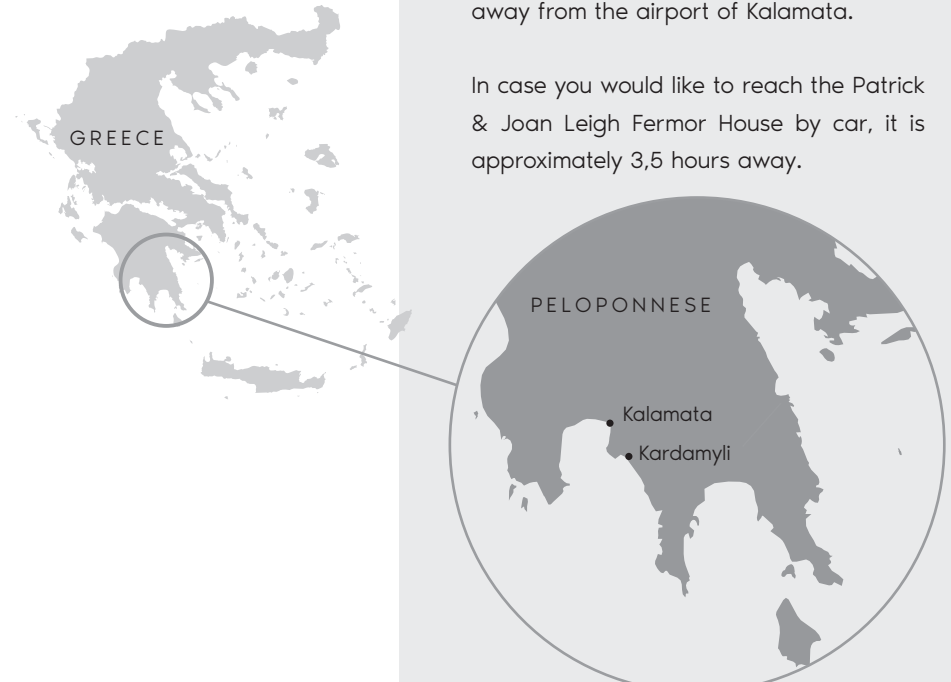 away from the airport of Kalamata.
In case you would like to reach the Patrick
& Joan Leigh Fermor House by car, it is
approximately 3,5 hours away.
GREECE
PELOPONNESE
Kalamata
Kardamyli